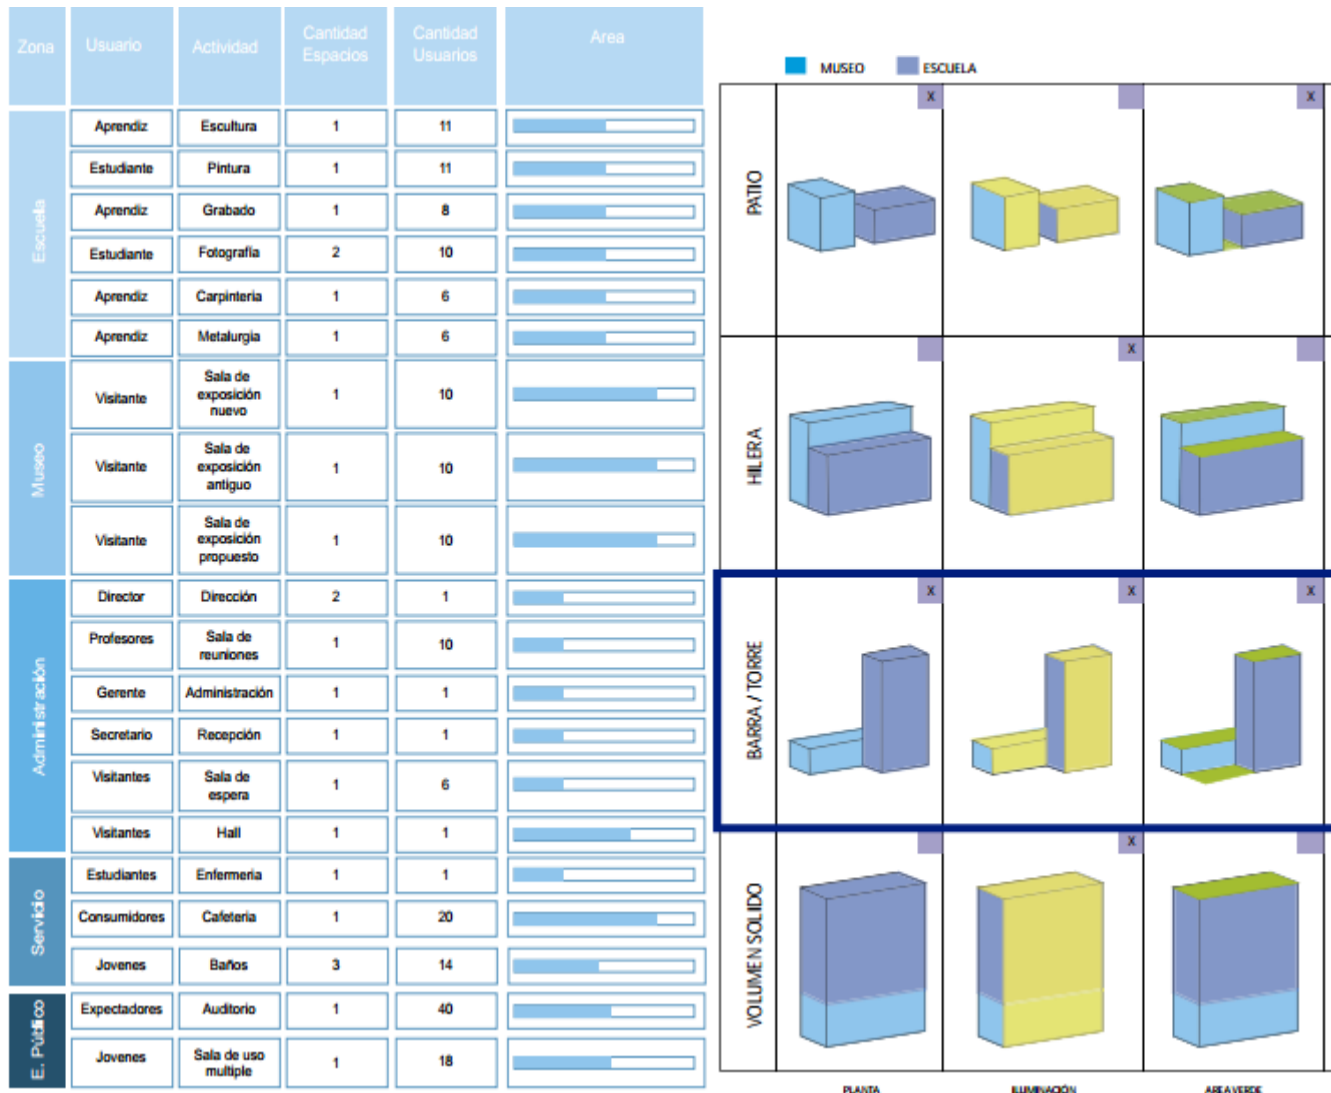 Zona Usuario Actividad Cantidad Espacios Cantidad Usuarios Area
Escuela
Aprendiz Escultura 1 11
Estudiante Pintura 1 11
Aprendiz Grabado 1 8
Estudiante Fotografía 2 10
Aprendiz Carpinteria 1 6
Aprendiz Metalurgia 1 6
Museo
Visitante Sala de exposición nuevo 1 10
Visitante Sala de exposición antiguo 1 10
Visitante Sala de exposición propuesto 1 10
Administración
Director Dirección 2 1
Profesores Sala de reuniones 1 10
Gerente Administración 1 1
Secretario Recepción 1 1
Visitantes Sala de espera 1 6
Visitantes Hall 1 1
Servicio
Estudiantes Enfermeria 1 1
Consumidores Cafeteria 1 20
Jovenes Baños 3 14
E. Público
Expectadores Auditorio 1 40
Jovenes Sala de uso multiple 1 18
MUSEO ESCUELA
PATIO X X
HILERA X
BARRA / TORRE X X X
VOLUMEN SOLIDO X
PLANTA ILUMINACIÓN AREA VERDE